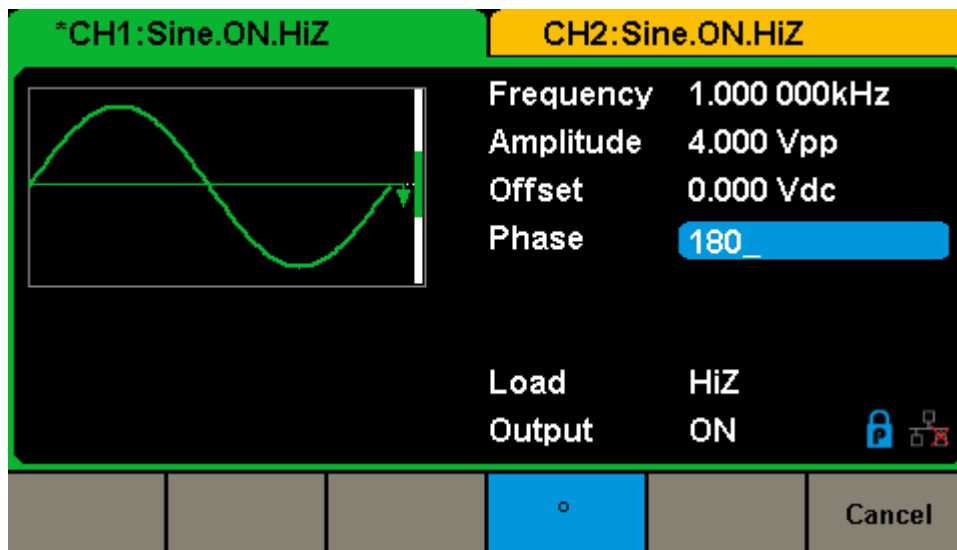 *CH1:Sine.ON.HiZ
CH2:Sine.ON.HiZ
Frequency 1.000 000kHz
Amplitude 4.000 Vpp
Offset 0.000 Vdc
Phase 180_
Load HiZ
Output ON
P
° Cancel